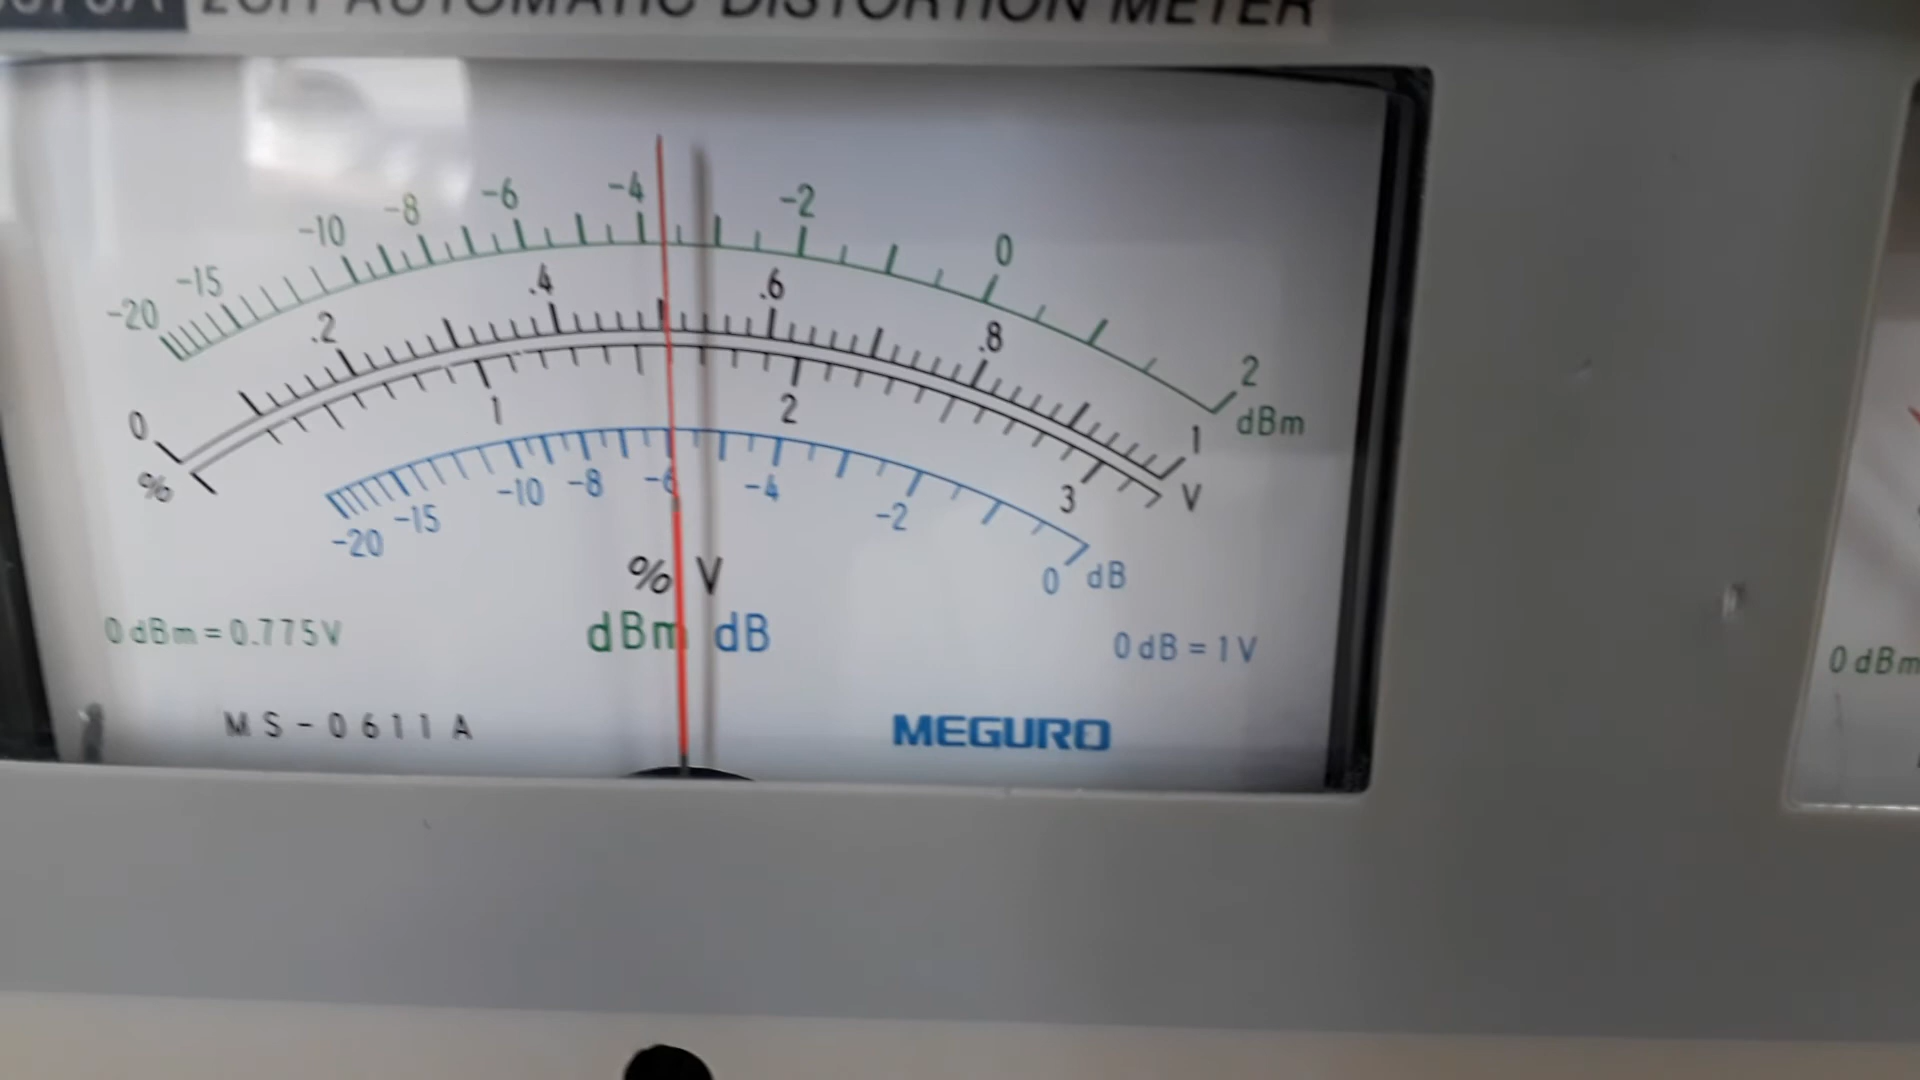 2CH AUTOMATIC DISTORTION METER
-20 -15 -10 -8 -6 -4 -2 0 2 dBm
0 .2 .4 .6 .8 1
% 1 2 3 V
-20 -15 -10 -8 -6 -4 -2 0 dB
% V
dBm dB
0 dBm = 0.775V
0 dB = 1 V
MS-0611A
MEGURO
0 dBm